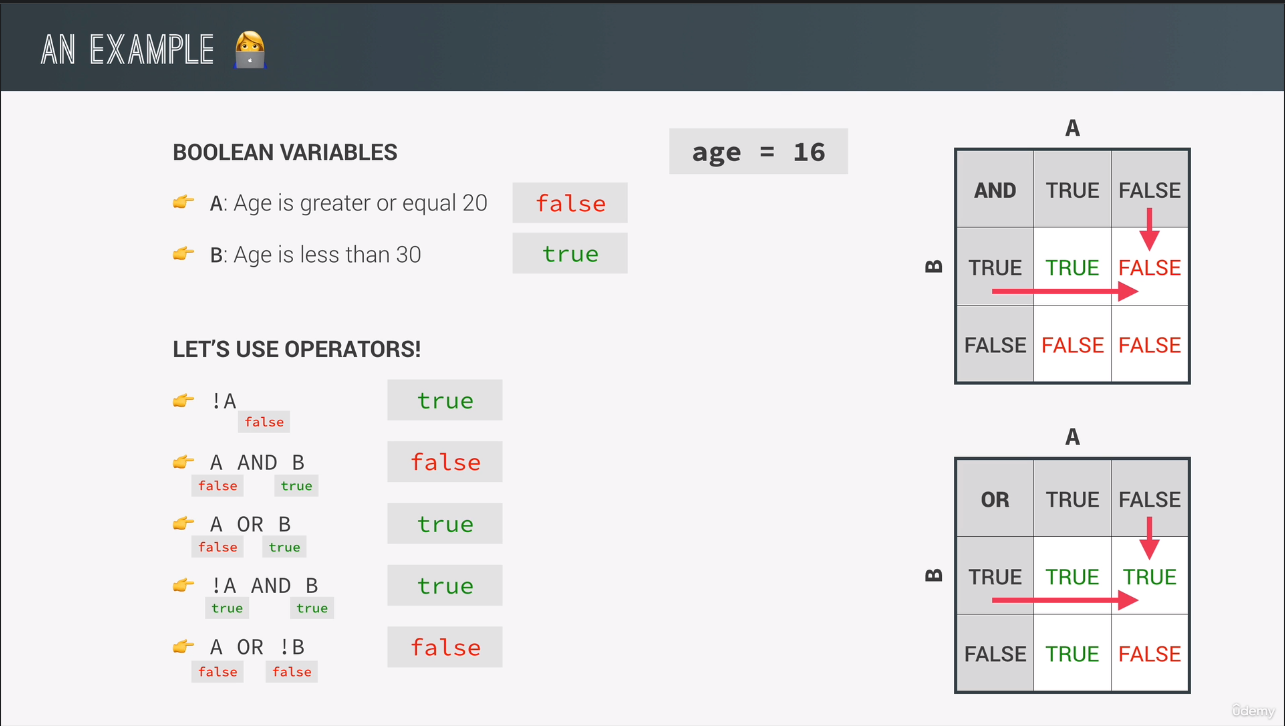 AN EXAMPLE
BOOLEAN VARIABLES
A: Age is greater or equal 20
false
B: Age is less than 30
true
age = 16
LET'S USE OPERATORS!
!A
false
true
A AND B
false true
false
A OR B
false true
true
!A AND B
true true
true
A OR !B
false false
false
A
AND TRUE FALSE
B
TRUE TRUE FALSE
FALSE FALSE FALSE
A
OR TRUE FALSE
B
TRUE TRUE TRUE
FALSE TRUE FALSE
ûdemy